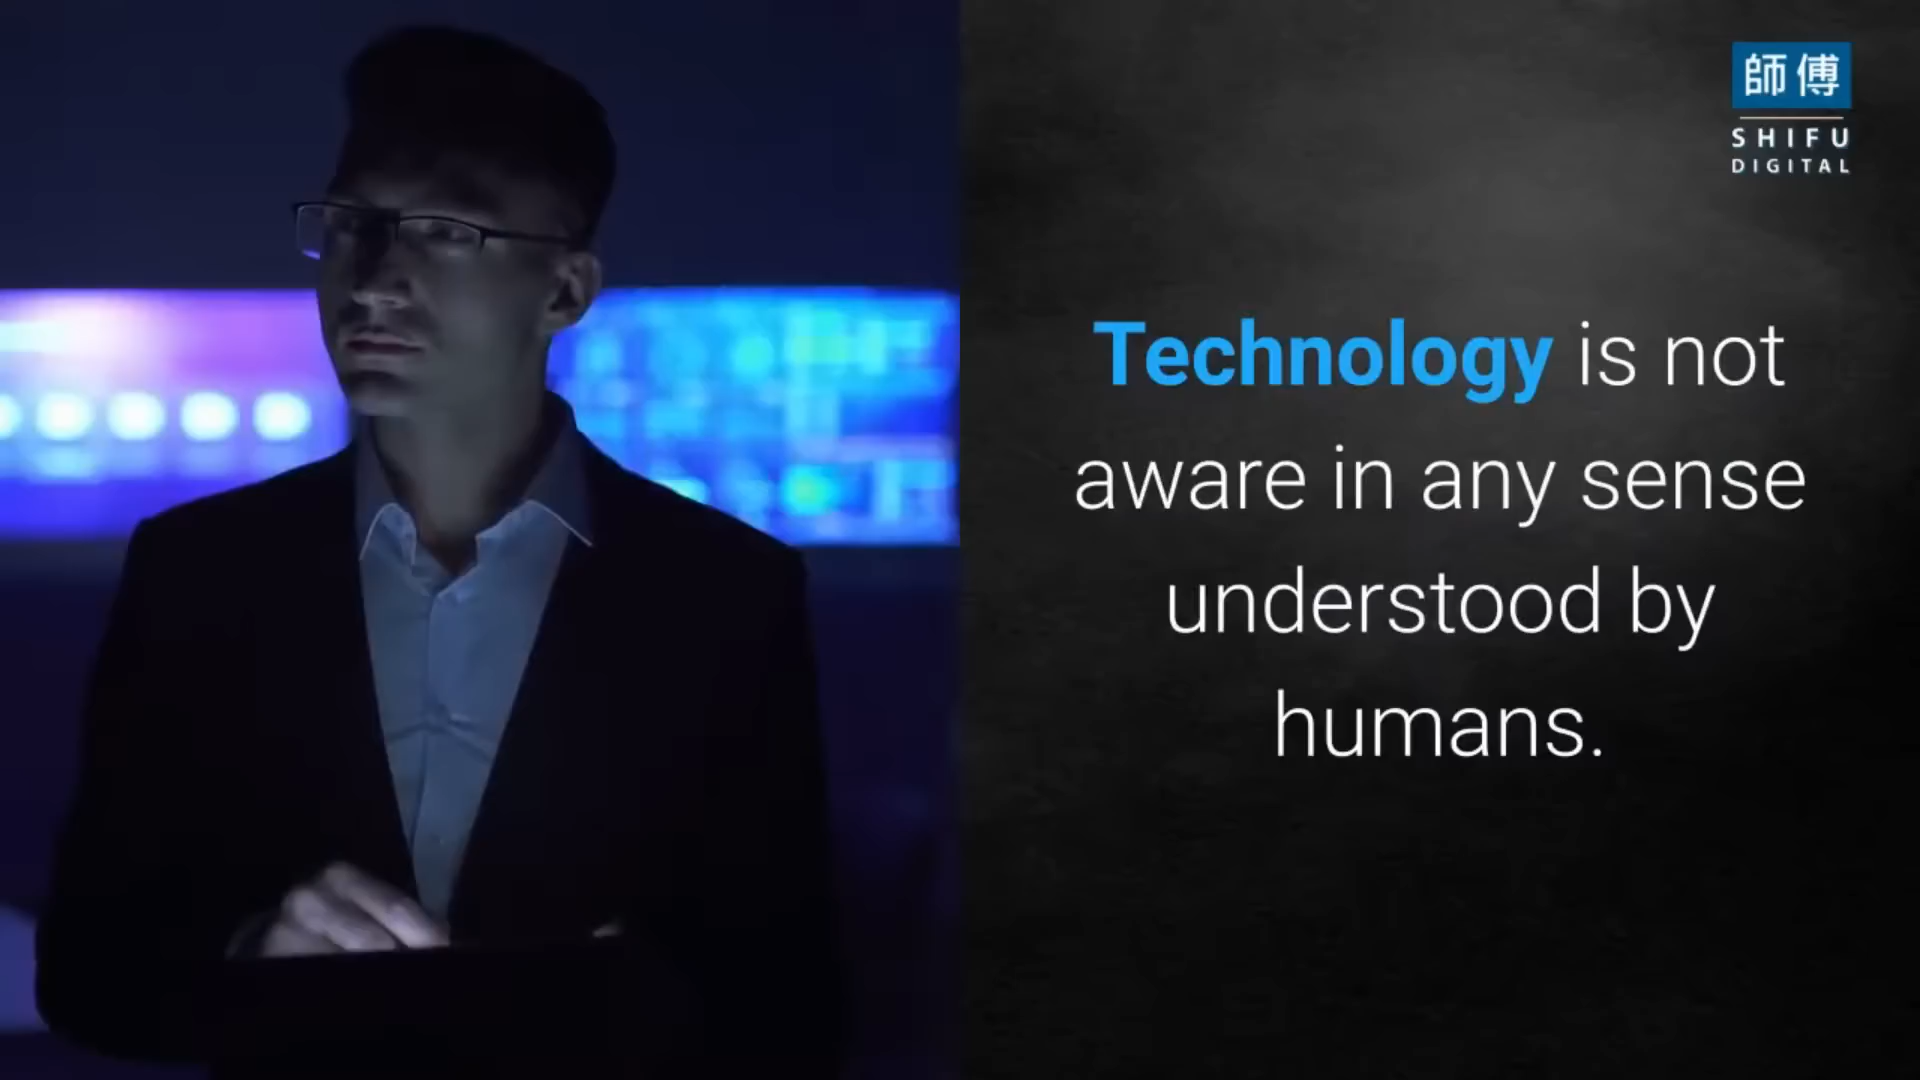 師傅
SHIFU
DIGITAL
Technology is not
aware in any sense
understood by
humans.